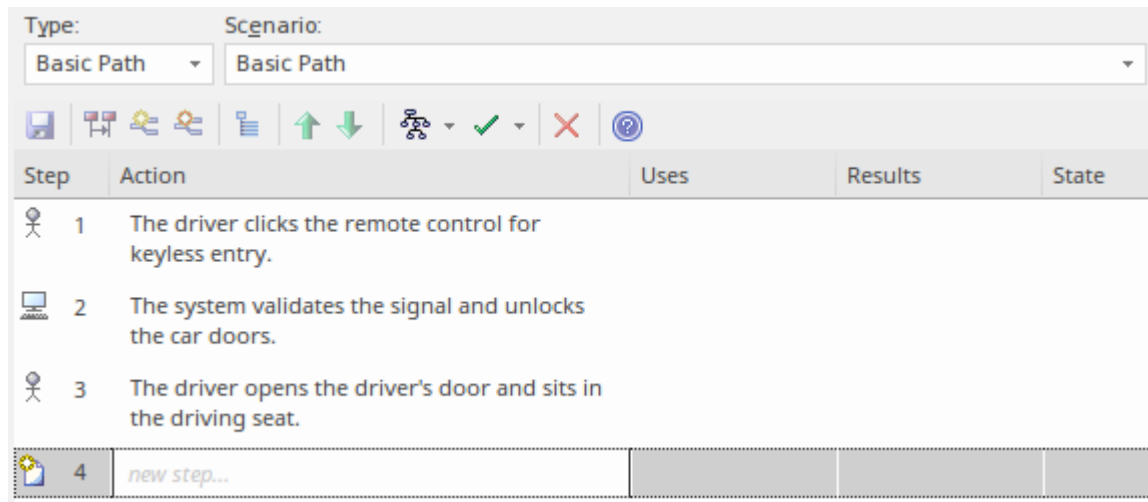 Type: Scenario:
Basic Path Basic Path
Step Action Uses Results State
1 The driver clicks the remote control for
keyless entry.
2 The system validates the signal and unlocks
the car doors.
3 The driver opens the driver's door and sits in
the driving seat.
4 new step...